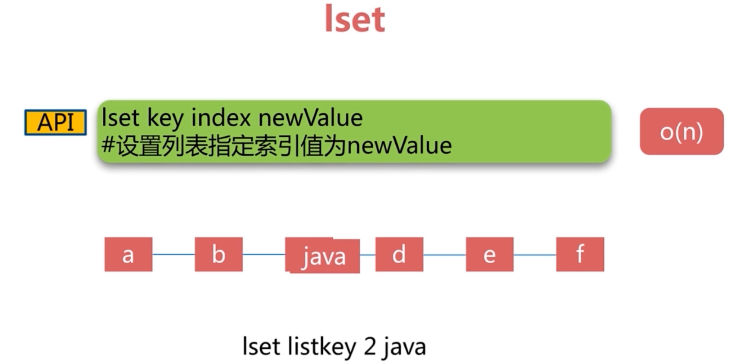 lset
API
lset key index newValue
#设置列表指定索引值为newValue
o(n)
a b java d e f
lset listkey 2 java